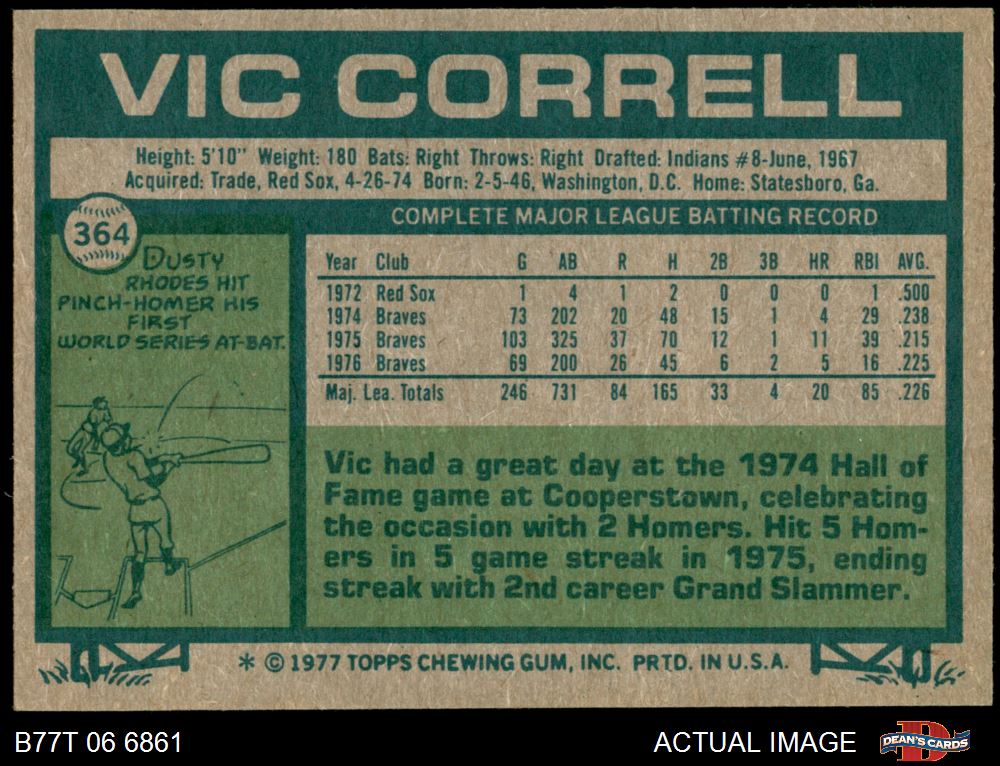 VIC CORRELL
Height: 5'10" Weight: 180 Bats: Right Throws: Right Drafted: Indians #8-June, 1967
Acquired: Trade, Red Sox, 4-26-74 Born: 2-5-46, Washington, D.C. Home: Statesboro, Ga.
364
DUSTY
RHODES HIT
PINCH-HOMER HIS
FIRST
WORLD SERIES AT-BAT.
COMPLETE MAJOR LEAGUE BATTING RECORD
Year Club G AB R H 2B 3B HR RBI AVG.
1972 Red Sox 1 4 1 2 0 0 0 1 .500
1974 Braves 73 202 20 48 15 1 4 29 .238
1975 Braves 103 325 37 70 12 1 11 39 .215
1976 Braves 69 200 26 45 6 2 5 16 .225
Maj. Lea. Totals 246 731 84 165 33 4 20 85 .226
Vic had a great day at the 1974 Hall of
Fame game at Cooperstown, celebrating
the occasion with 2 Homers. Hit 5 Hom-
ers in 5 game streak in 1975, ending
streak with 2nd career Grand Slammer.
* © 1977 TOPPS CHEWING GUM, INC. PRTD. IN U.S.A.
B77T 06 6861
ACTUAL IMAGE
D
DEAN'S CARDS